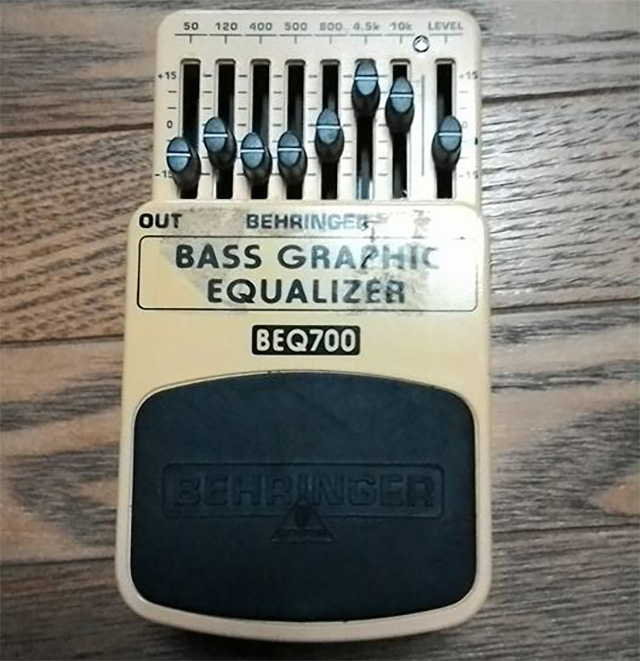 50 120 400 500 800 4.5k 10k LEVEL
+15 +15
0 0
-15 -15
OUT BEHRINGER
BASS GRAPHIC
EQUALIZER
BEQ700
BEHRINGER